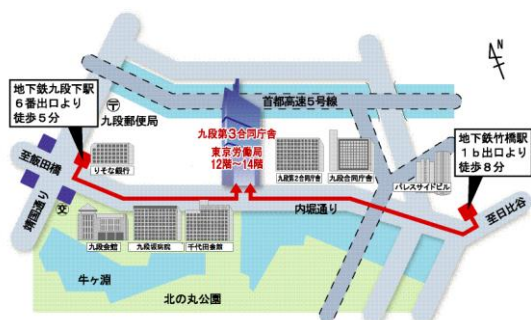 N
地下鉄九段下駅
6番出口より
徒歩5分
九段郵便局
首都高速5号線
九段第3合同庁舎
東京労働局
12階~14階
地下鉄竹橋駅
1b出口より
徒歩8分
至飯田橋
りそな銀行
九段第2合同庁舎
九段合同庁舎
パレスサイドビル
靖国通り
交
内堀通り
至日比谷
九段会館
九段坂病院
千代田会館
牛ヶ淵
北の丸公園